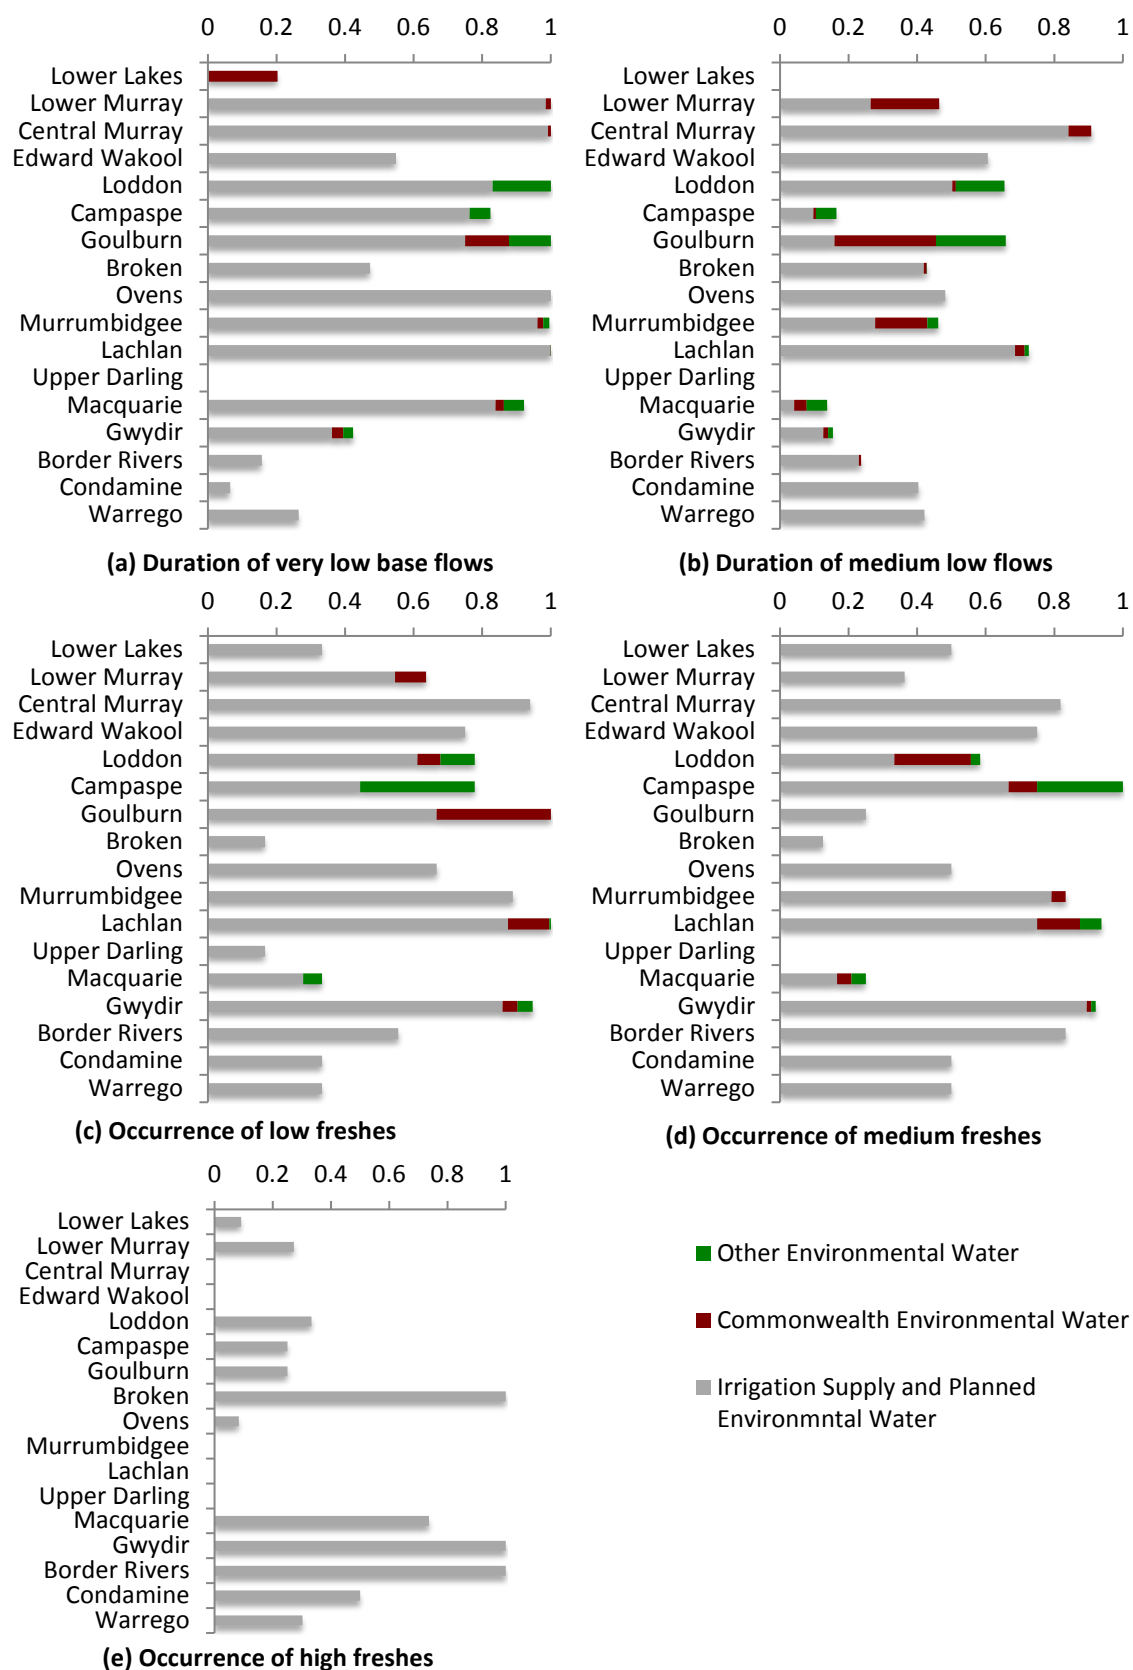 0 0.2 0.4 0.6 0.8 1
Lower Lakes
Lower Murray
Central Murray
Edward Wakool
Loddon
Campaspe
Goulburn
Broken
Ovens
Murrumbidgee
Lachlan
Upper Darling
Macquarie
Gwydir
Border Rivers
Condamine
Warrego
(a) Duration of very low base flows
0 0.2 0.4 0.6 0.8 1
Lower Lakes
Lower Murray
Central Murray
Edward Wakool
Loddon
Campaspe
Goulburn
Broken
Ovens
Murrumbidgee
Lachlan
Upper Darling
Macquarie
Gwydir
Border Rivers
Condamine
Warrego
(b) Duration of medium low flows
0 0.2 0.4 0.6 0.8 1
Lower Lakes
Lower Murray
Central Murray
Edward Wakool
Loddon
Campaspe
Goulburn
Broken
Ovens
Murrumbidgee
Lachlan
Upper Darling
Macquarie
Gwydir
Border Rivers
Condamine
Warrego
(c) Occurrence of low freshes
0 0.2 0.4 0.6 0.8 1
Lower Lakes
Lower Murray
Central Murray
Edward Wakool
Loddon
Campaspe
Goulburn
Broken
Ovens
Murrumbidgee
Lachlan
Upper Darling
Macquarie
Gwydir
Border Rivers
Condamine
Warrego
(d) Occurrence of medium freshes
0 0.2 0.4 0.6 0.8 1
Lower Lakes
Lower Murray
Central Murray
Edward Wakool
Loddon
Campaspe
Goulburn
Broken
Ovens
Murrumbidgee
Lachlan
Upper Darling
Macquarie
Gwydir
Border Rivers
Condamine
Warrego
(e) Occurrence of high freshes
Other Environmental Water
Commonwealth Environmental Water
Irrigation Supply and Planned
Environmntal Water